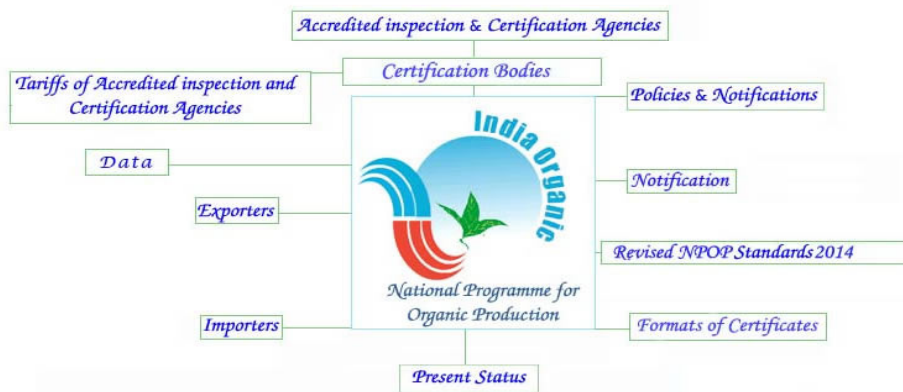 Accredited inspection & Certification Agencies
Certification Bodies
Tariffs of Accredited inspection and
Certification Agencies
Policies & Notifications
India Organic
Data
Notification
Exporters
Revised NPOP Standards 2014
National Programme for
Organic Production
Importers
Formats of Certificates
Present Status